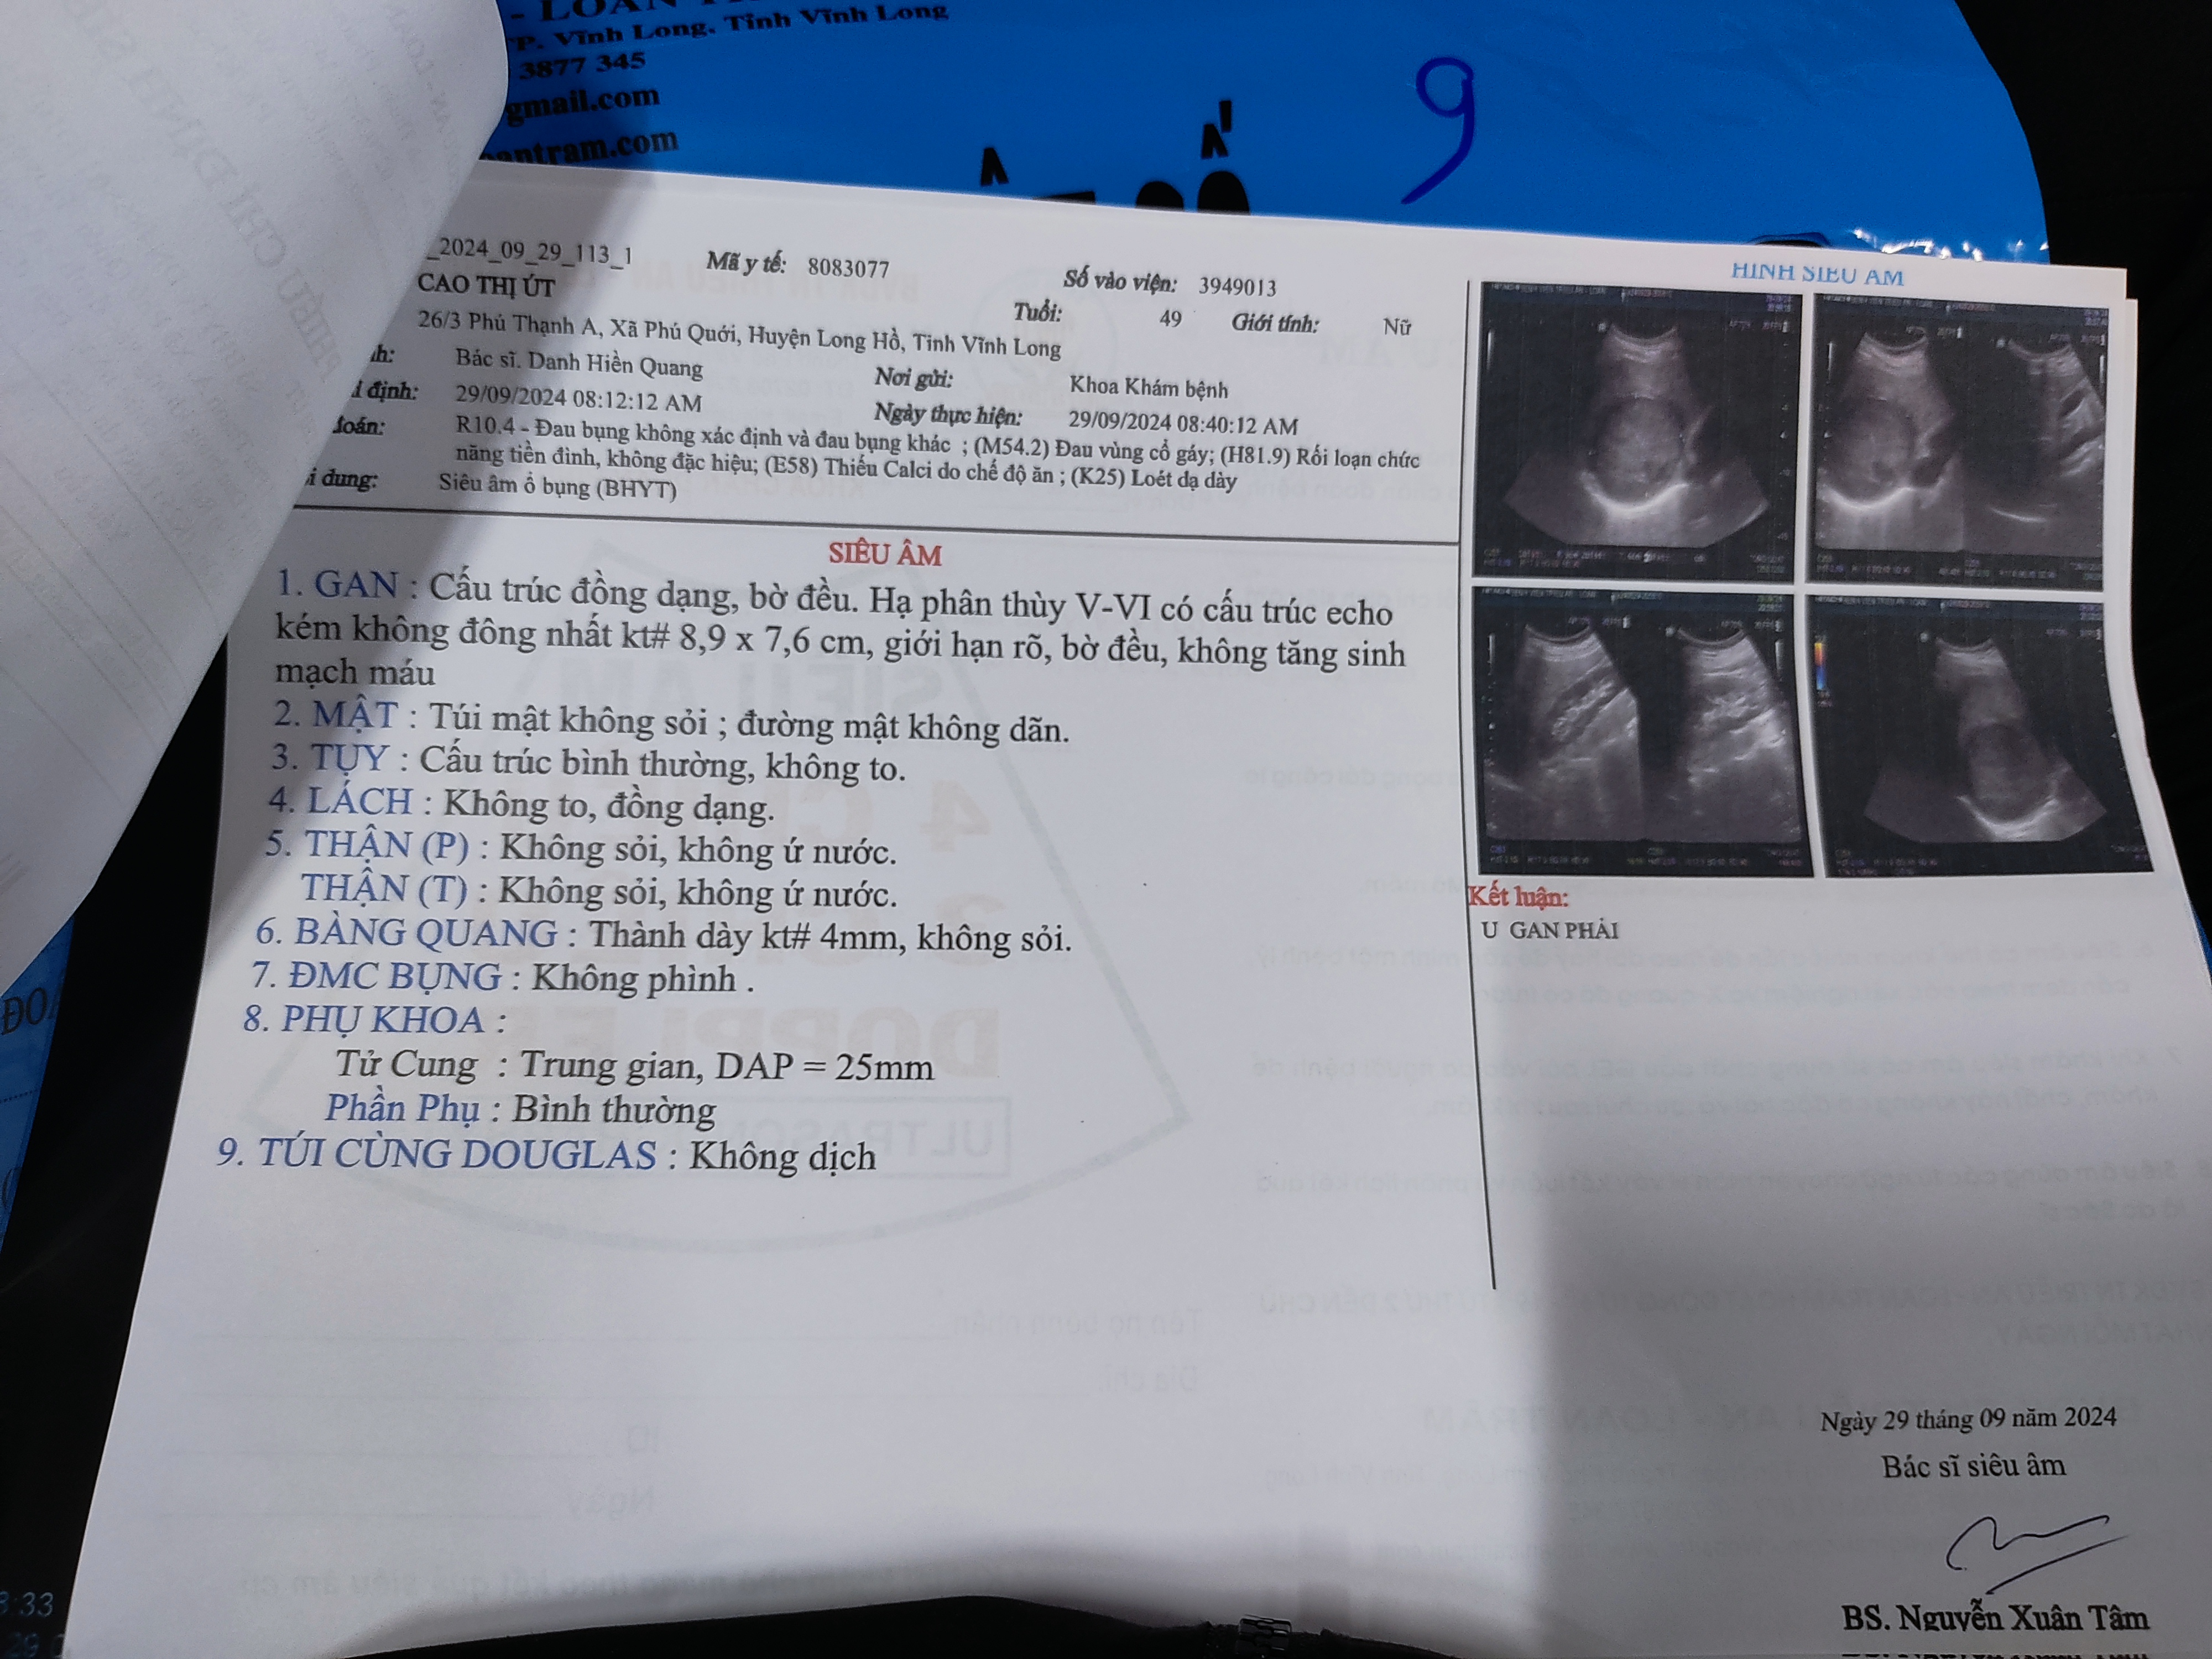 - LOAN
TP. Vĩnh Long, Tỉnh Vĩnh Long
3877 345
gmail.com
antram.com
9
PHIẾU CHỈ ĐỊNH
_2024_09_29_113_1 Mã y tế: 8083077 Số vào viện: 3949013
CAO THỊ ÚT Tuổi: 49 Giới tính: Nữ
26/3 Phú Thạnh A, Xã Phú Quới, Huyện Long Hồ, Tỉnh Vĩnh Long
nh: Bác sĩ. Danh Hiền Quang Nơi gửi: Khoa Khám bệnh
ỉ định: 29/09/2024 08:12:12 AM Ngày thực hiện: 29/09/2024 08:40:12 AM
đoán: R10.4 - Đau bụng không xác định và đau bụng khác ; (M54.2) Đau vùng cổ gáy; (H81.9) Rối loạn chức
năng tiền đình, không đặc hiệu; (E58) Thiếu Calci do chế độ ăn ; (K25) Loét dạ dày
i dung: Siêu âm ổ bụng (BHYT)
SIÊU ÂM
1. GAN : Cấu trúc đồng dạng, bờ đều. Hạ phân thùy V-VI có cấu trúc echo
kém không đông nhất kt# 8,9 x 7,6 cm, giới hạn rõ, bờ đều, không tăng sinh
mạch máu
2. MẬT : Túi mật không sỏi ; đường mật không dãn.
3. TỤY : Cấu trúc bình thường, không to.
4. LÁCH : Không to, đồng dạng.
5. THẬN (P) : Không sỏi, không ứ nước.
THẬN (T) : Không sỏi, không ứ nước.
6. BÀNG QUANG : Thành dày kt# 4mm, không sỏi.
7. ĐMC BỤNG : Không phình .
8. PHỤ KHOA :
Tử Cung : Trung gian, DAP = 25mm
Phần Phụ : Bình thường
9. TÚI CÙNG DOUGLAS : Không dịch
HÌNH SIÊU ÂM
Kết luận:
U GAN PHẢI
Ngày 29 tháng 09 năm 2024
Bác sĩ siêu âm
BS. Nguyễn Xuân Tâm